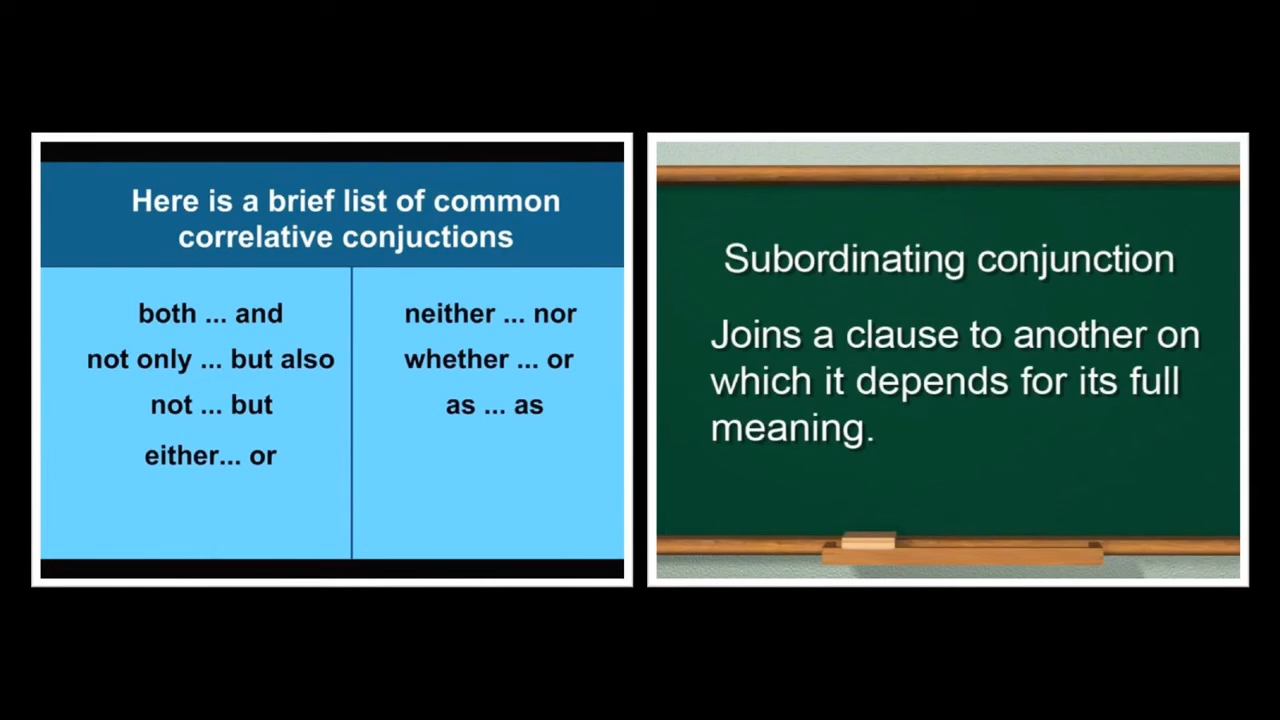 Here is a brief list of common
correlative conjuctions
both ... and
not only ... but also
not ... but
either... or
neither ... nor
whether ... or
as ... as
Subordinating conjunction
Joins a clause to another on
which it depends for its full
meaning.